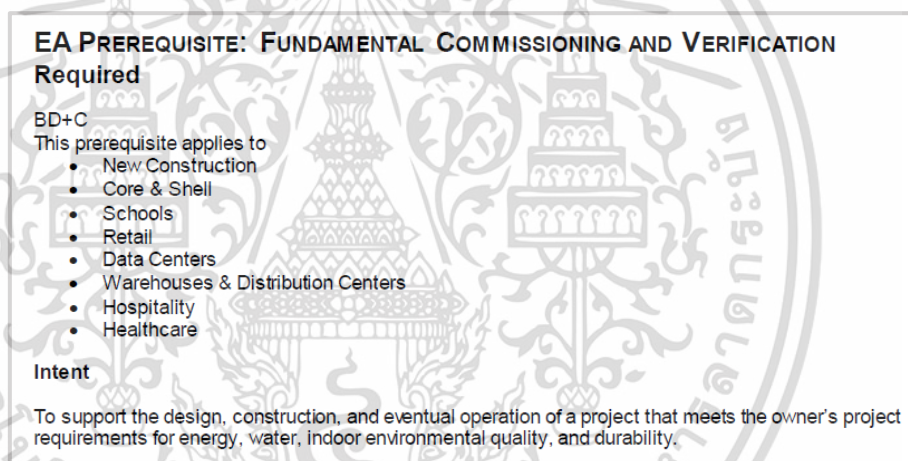 EA PREREQUISITE: FUNDAMENTAL COMMISSIONING AND VERIFICATION
Required
BD+C
This prerequisite applies to
• New Construction
• Core & Shell
• Schools
• Retail
• Data Centers
• Warehouses & Distribution Centers
• Hospitality
• Healthcare
Intent
To support the design, construction, and eventual operation of a project that meets the owner's project
requirements for energy, water, indoor environmental quality, and durability.